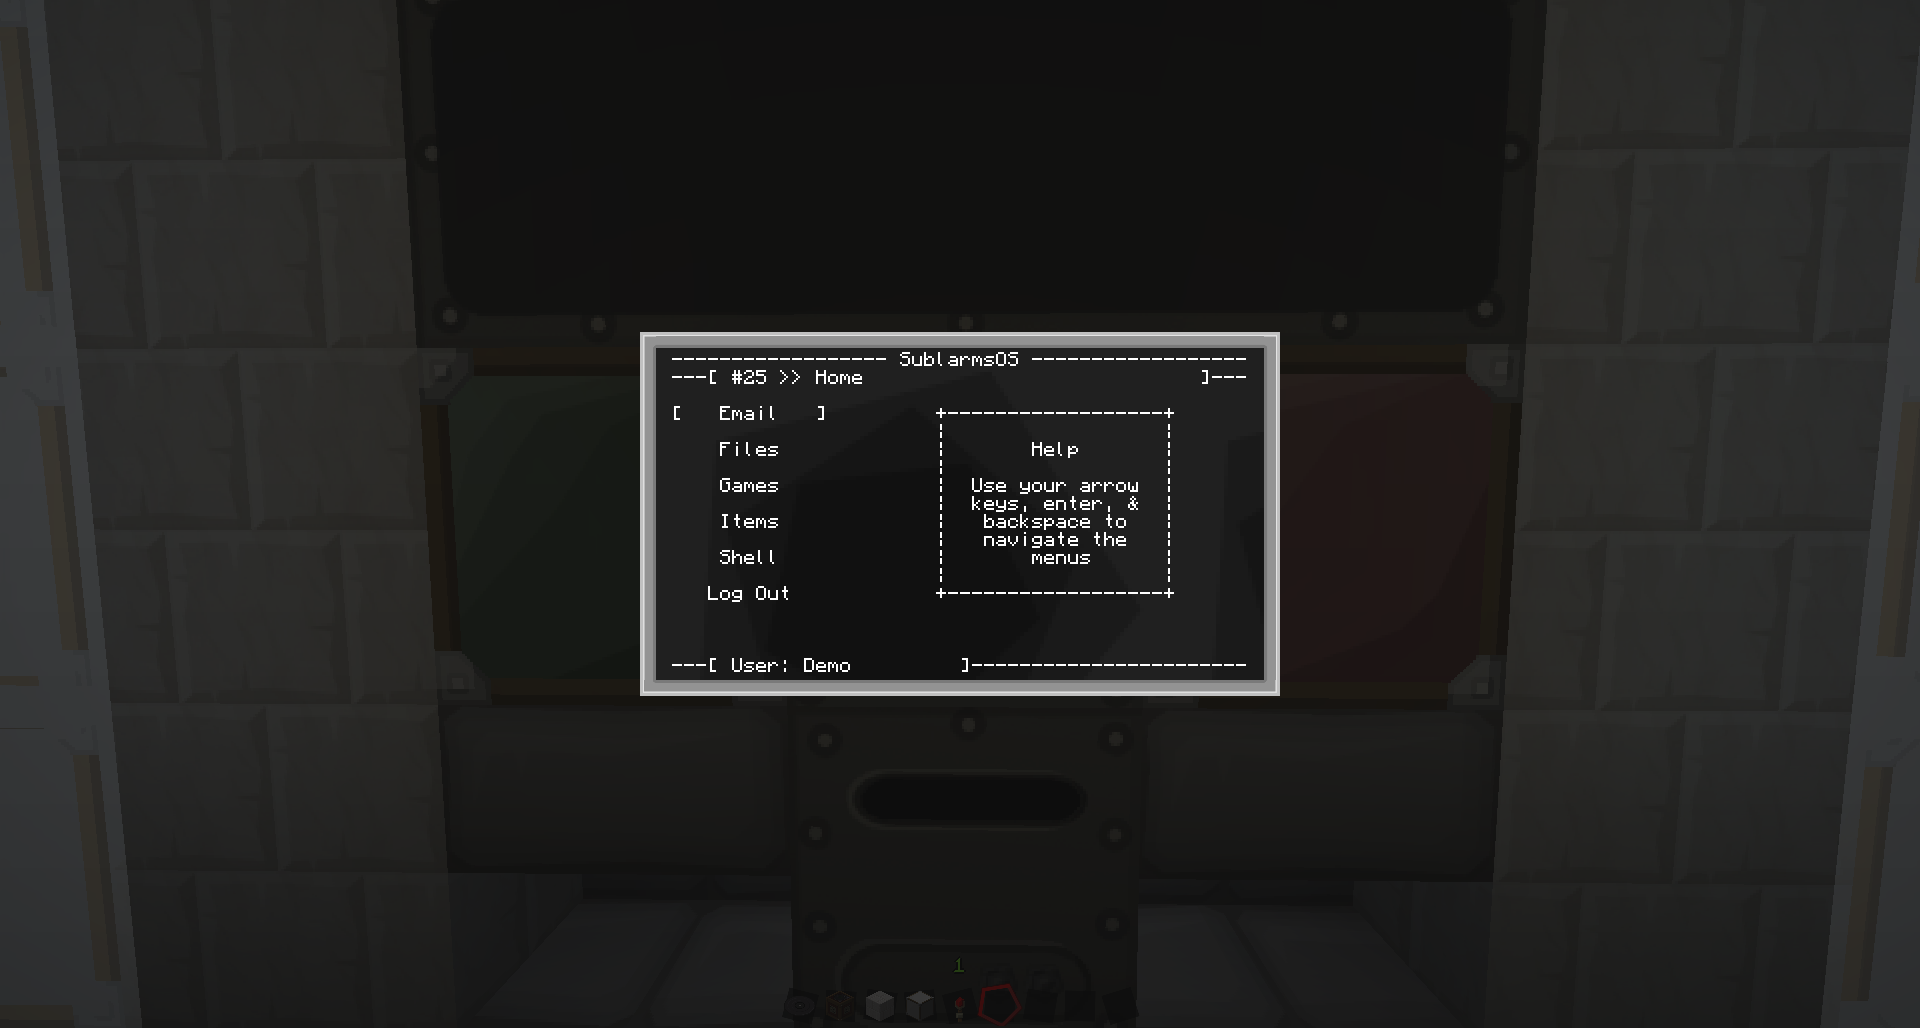 ------------------ SublarmsOS ------------------
---[ #25 >> Home ]---
[ Email ]
Files
Games
Items
Shell
Log Out
+-------------------+
Help
Use your arrow
keys, enter, &
backspace to
navigate the
menus
+-------------------+
---[ User: Demo ]-----------------------
1